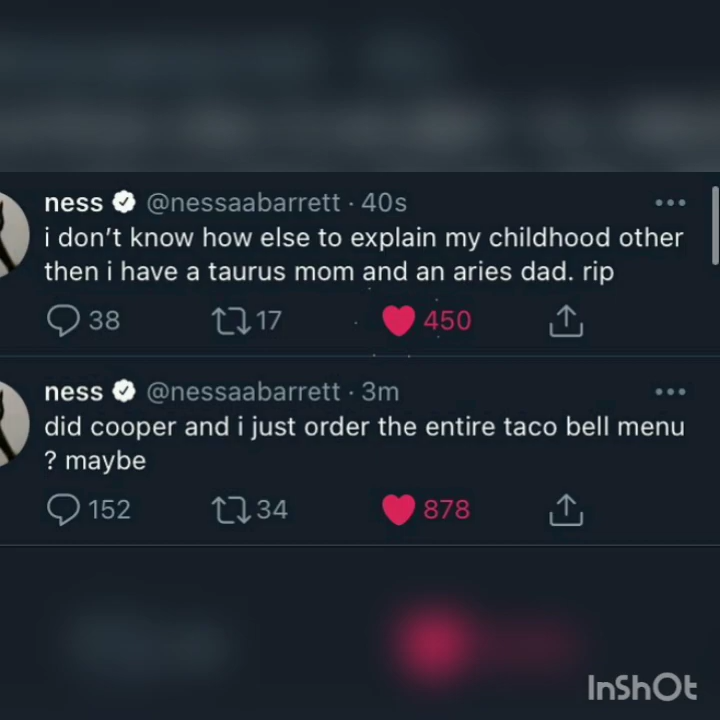 ness @nessaabarrett · 40s
i don't know how else to explain my childhood other
then i have a taurus mom and an aries dad. rip
38 17 450
ness @nessaabarrett · 3m
did cooper and i just order the entire taco bell menu
? maybe
152 34 878
InShOt